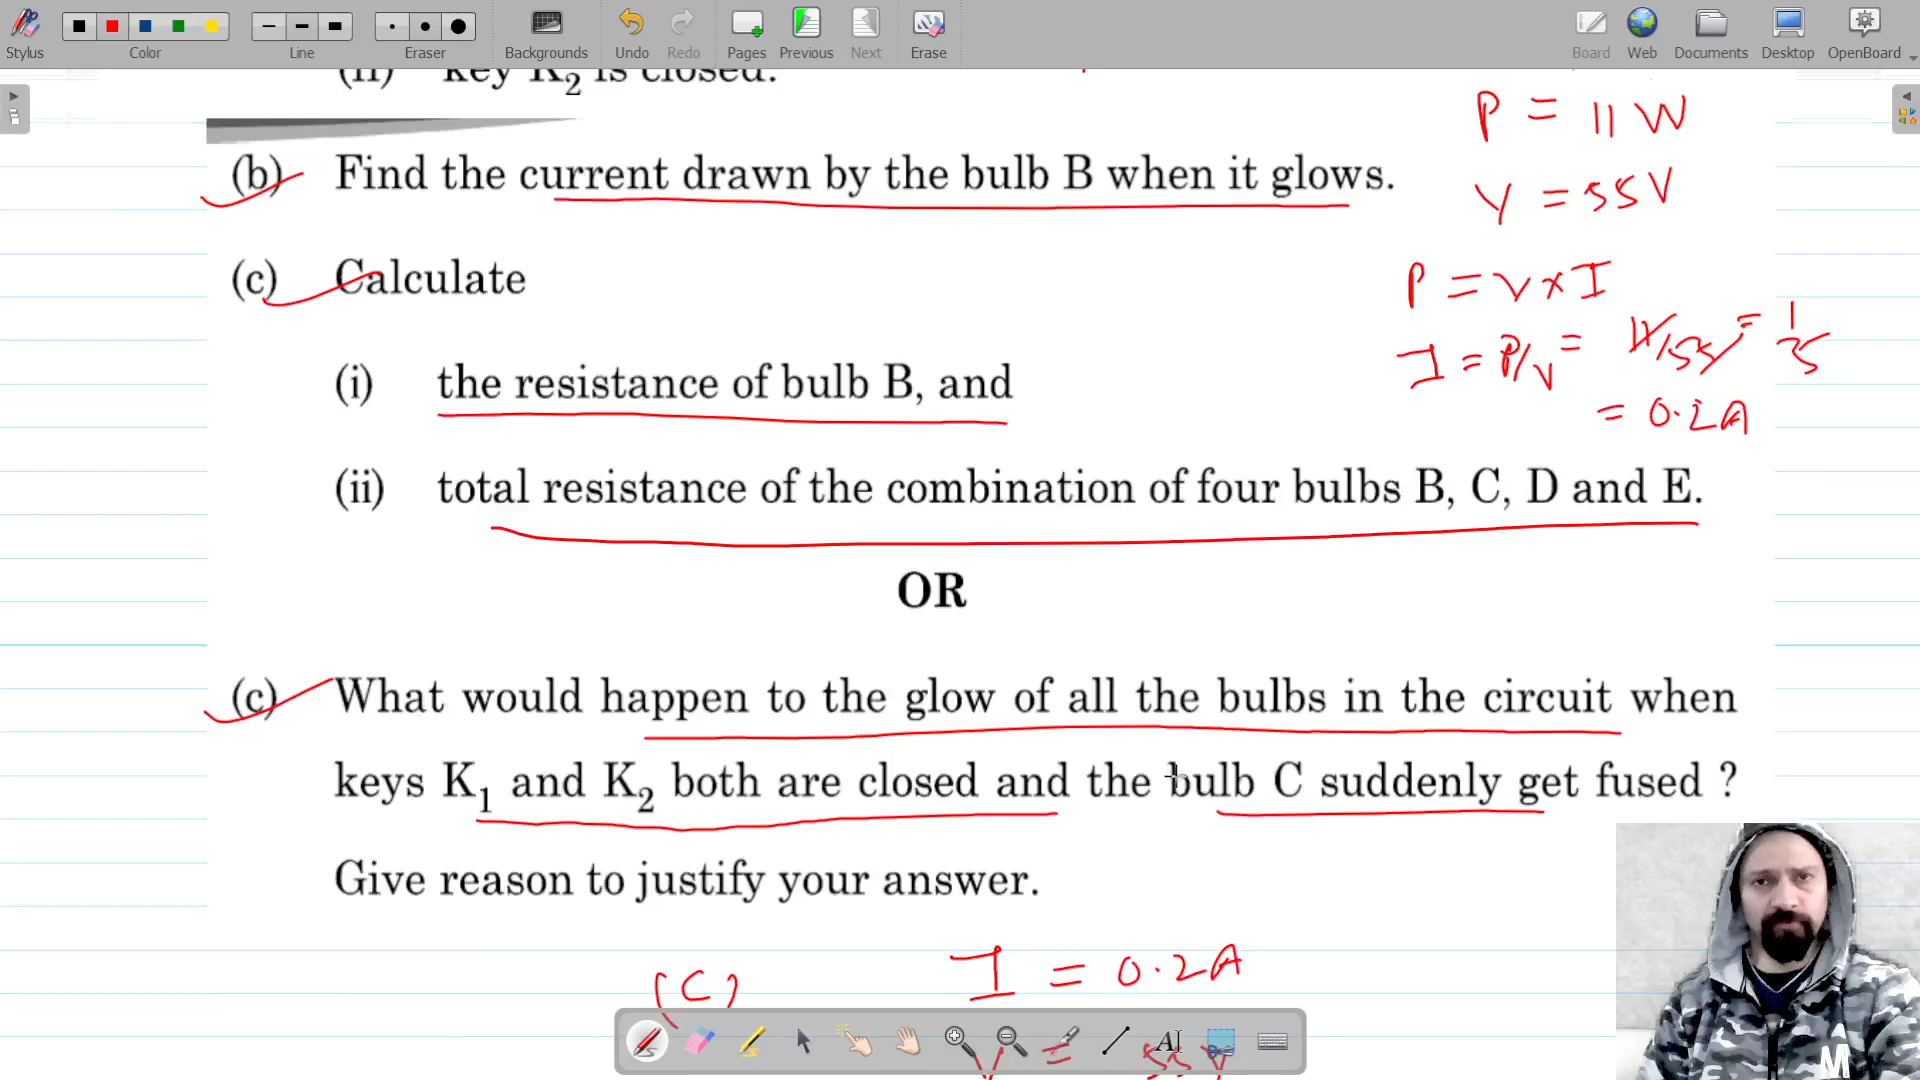 Stylus Color Line Eraser Backgrounds Undo Redo Pages Previous Next Erase Board Web Documents Desktop OpenBoard
(ii) key K2 is closed.
P = 11 W
(b) Find the current drawn by the bulb B when it glows.
V = 55V
(c) Calculate
P = V x I
I = P/V = 11/55 = 1/5
(i) the resistance of bulb B, and
= 0.2A
(ii) total resistance of the combination of four bulbs B, C, D and E.
OR
(c) What would happen to the glow of all the bulbs in the circuit when
keys K1 and K2 both are closed and the bulb C suddenly get fused ?
Give reason to justify your answer.
(C) I = 0.2A
V = 55 V
M